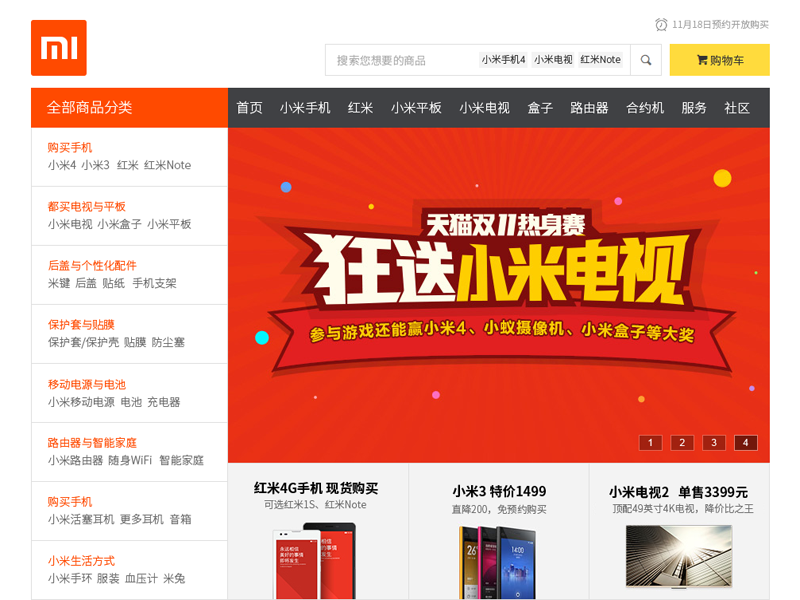 mi
11月18日预约开放购买
搜索您想要的商品 小米手机4 小米电视 红米Note
购物车
全部商品分类
首页 小米手机 红米 小米平板 小米电视 盒子 路由器 合约机 服务 社区
购买手机
小米4 小米3 红米 红米Note
都买电视与平板
小米电视 小米盒子 小米平板
后盖与个性化配件
米键 后盖 贴纸 手机支架
保护套与贴膜
保护套/保护壳 贴膜 防尘塞
移动电源与电池
小米移动电源 电池 充电器
路由器与智能家庭
小米路由器 随身WiFi 智能家庭
购买手机
小米活塞耳机 更多耳机 音箱
小米生活方式
小米手环 服装 血压计 米兔
天猫双11热身赛
狂送小米电视
参与游戏还能赢小米4、小蚁摄像机、小米盒子等大奖
1 2 3 4
红米4G手机 现货购买
可选红米1S、红米Note
小米3 特价1499
直降200，免预约购买
小米电视2 单售3399元
顶配49英寸4K电视，降价比之王
14:00